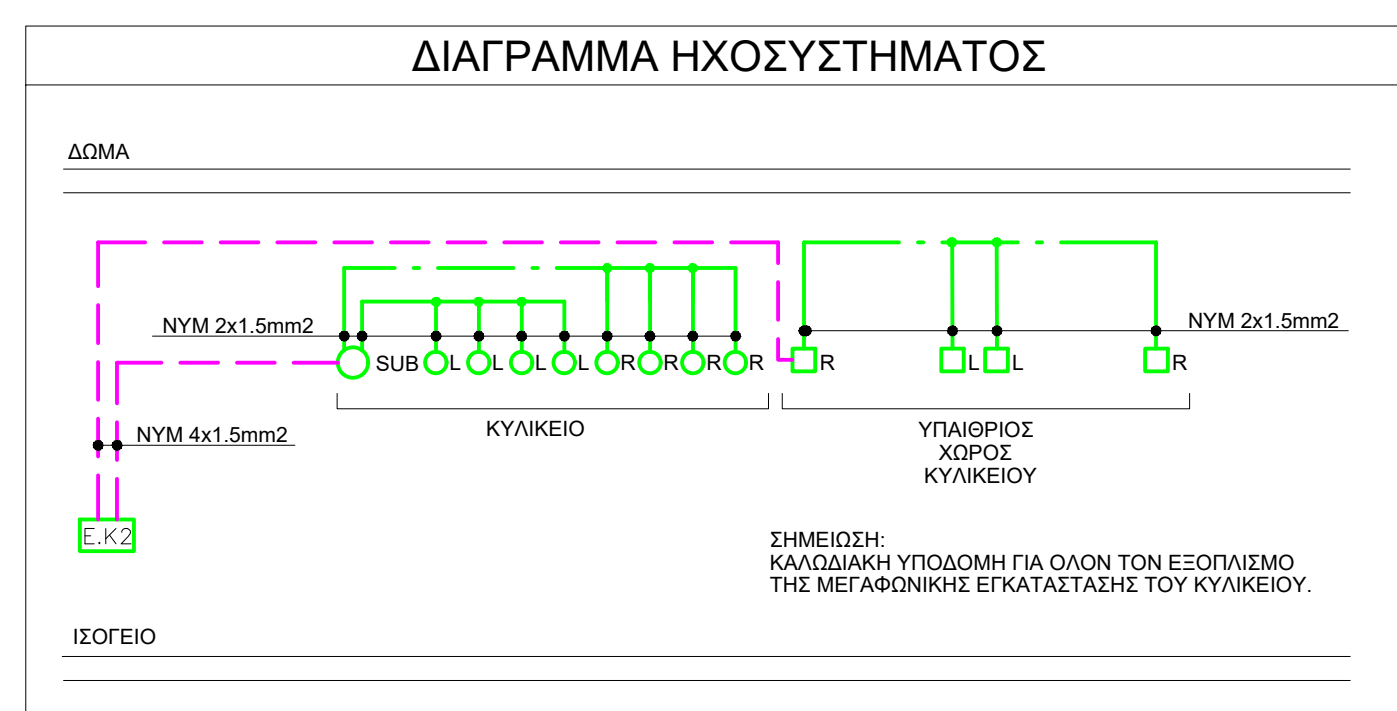 ΔΙΑΓΡΑΜΜΑ ΗΧΟΣΥΣΤΗΜΑΤΟΣ
ΔΩΜΑ
NYM 2x1.5mm2
NYM 2x1.5mm2
SUB L L L L R R R R R L L R
NYM 4x1.5mm2
ΚΥΛΙΚΕΙΟ
ΥΠΑΙΘΡΙΟΣ
ΧΩΡΟΣ
ΚΥΛΙΚΕΙΟΥ
E.K2
ΣΗΜΕΙΩΣΗ:
ΚΑΛΩΔΙΑΚΗ ΥΠΟΔΟΜΗ ΓΙΑ ΟΛΟΝ ΤΟΝ ΕΞΟΠΛΙΣΜΟ
ΤΗΣ ΜΕΓΑΦΩΝΙΚΗΣ ΕΓΚΑΤΑΣΤΑΣΗΣ ΤΟΥ ΚΥΛΙΚΕΙΟΥ.
ΙΣΟΓΕΙΟ